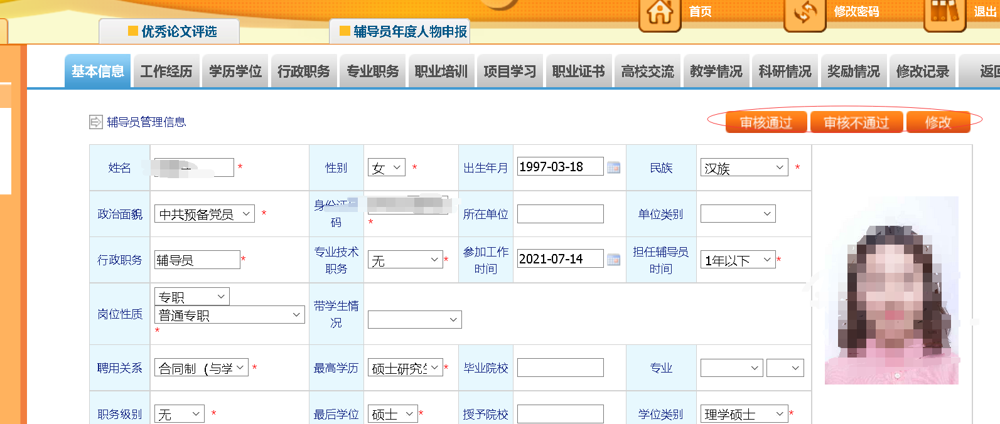 首页
修改密码
退出
优秀论文评选
辅导员年度人物申报
基本信息
工作经历
学历学位
行政职务
专业职务
职业培训
项目学习
职业证书
高校交流
教学情况
科研情况
奖励情况
修改记录
返回
辅导员管理信息
审核通过
审核不通过
修改
姓名
*
性别
女
*
出生年月
1997-03-18
民族
汉族
*
政治面貌
中共预备党员
*
身份证
码
*
所在单位
单位类别
行政职务
辅导员
*
专业技术
职务
无
*
参加工作
时间
2021-07-14
担任辅导员
时间
1年以下
*
岗位性质
专职
普通专职
*
带学生情
况
聘用关系
合同制（与学
*
最高学历
硕士研究
*
毕业院校
专业
职务级别
无
*
最后学位
硕士
*
授予院校
学位类别
理学硕士
*